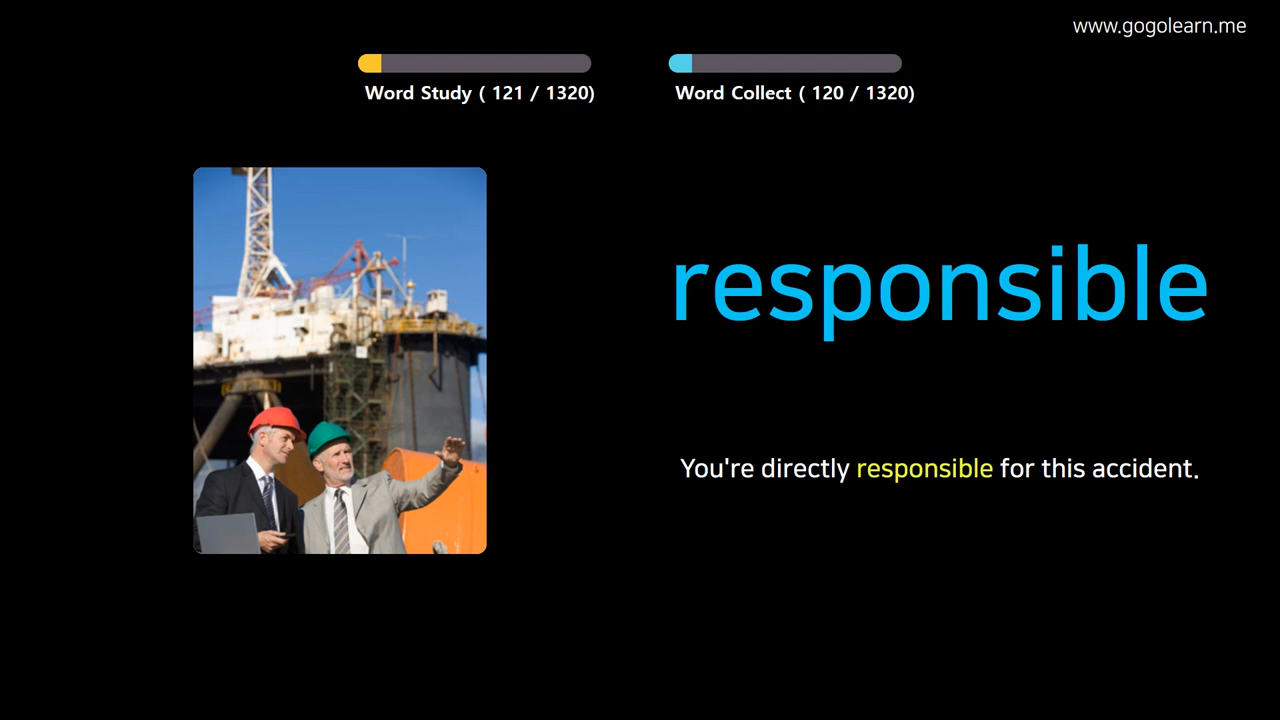 www.gogolearn.me
Word Study ( 121 / 1320)
Word Collect ( 120 / 1320)
responsible
You're directly responsible for this accident.